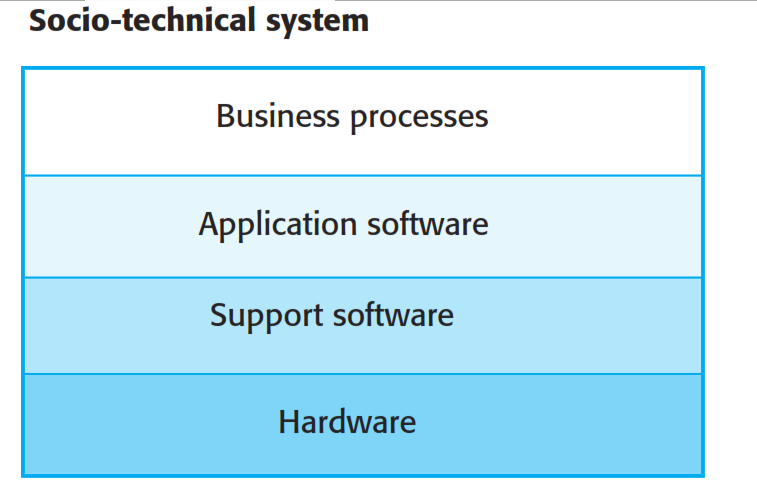 Socio-technical system
Business processes
Application software
Support software
Hardware